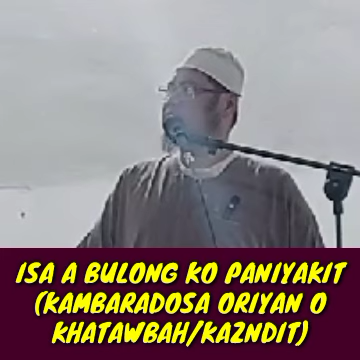 ISA A BULONG KO PANIYAKIT
(KAMBARADOSA ORIYAN O
KHATAWBAH/KAZNDIT)